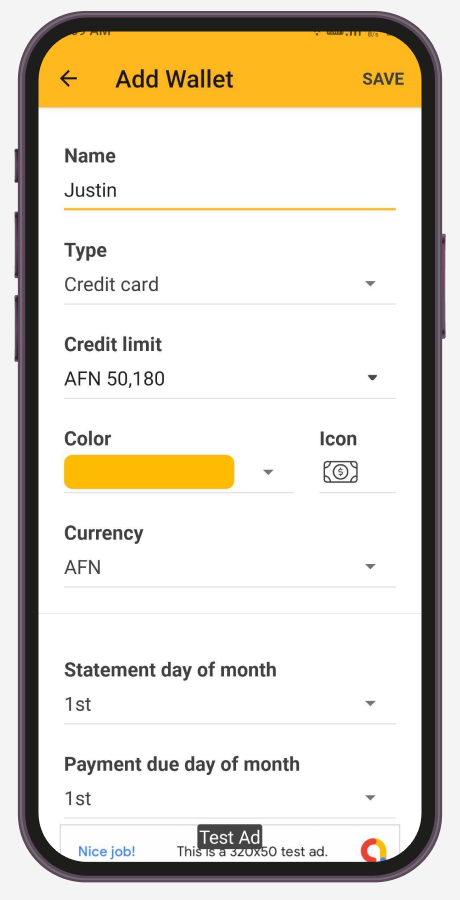 Add Wallet SAVE
Name
Justin
Type
Credit card
Credit limit
AFN 50,180
Color Icon
Currency
AFN
Statement day of month
1st
Payment due day of month
1st
Test Ad
Nice job! This is a 320x50 test ad.